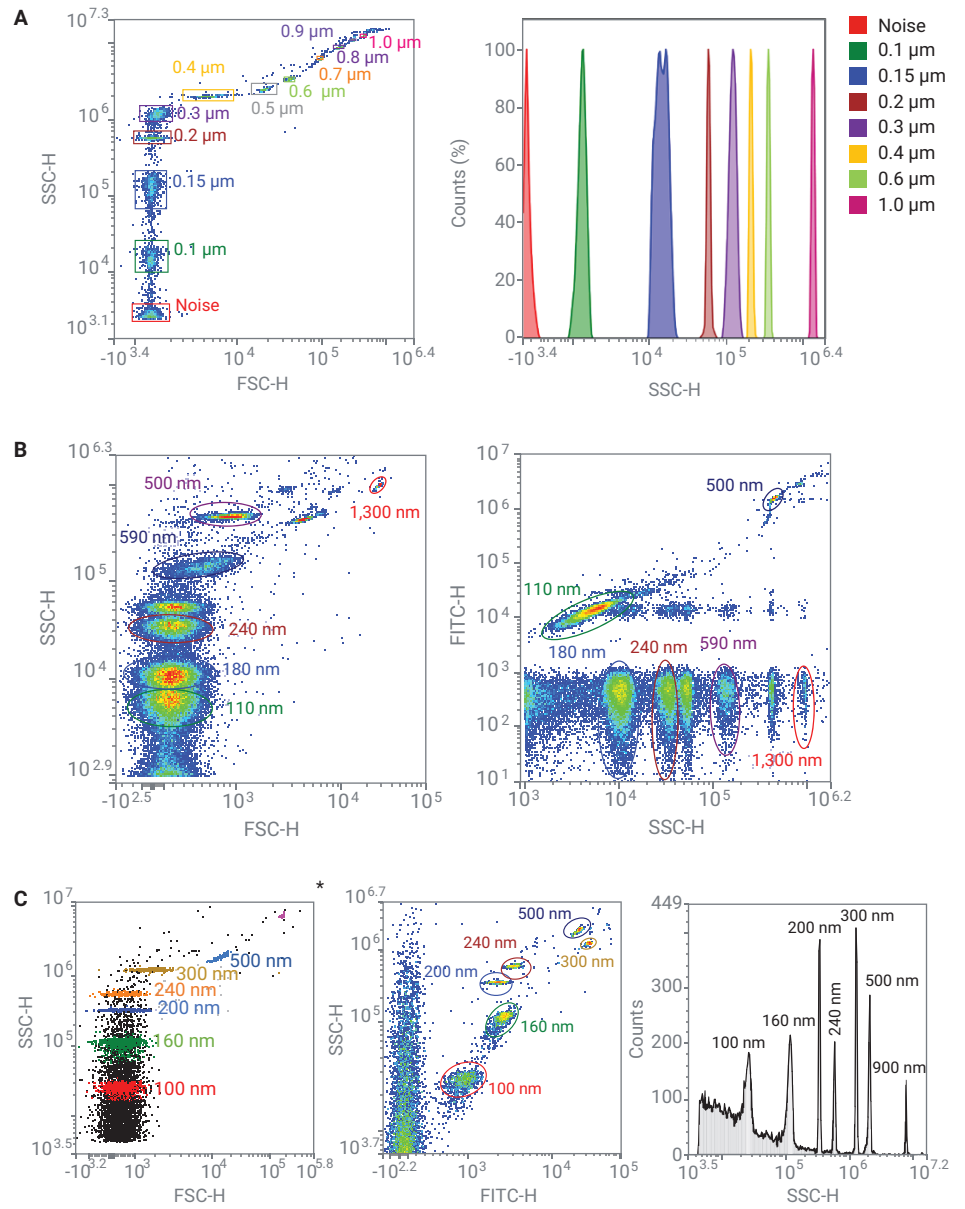 A
10^7.3
10^6
10^5
10^4
10^3.1
SSC-H
0.9 µm
1.0 µm
0.8 µm
0.7 µm
0.6 µm
0.5 µm
0.4 µm
0.3 µm
0.2 µm
0.15 µm
0.1 µm
Noise
-10^3.4
10^4
10^5
10^6.4
FSC-H
100
80
60
40
20
0
Counts (%)
-10^3.4
10^4
10^5
10^6.4
SSC-H
Noise
0.1 µm
0.15 µm
0.2 µm
0.3 µm
0.4 µm
0.6 µm
1.0 µm
B
10^6.3
10^5
10^4
10^2.9
SSC-H
500 nm
1,300 nm
590 nm
240 nm
180 nm
110 nm
-10^2.5
10^3
10^4
10^5
FSC-H
10^7
10^6
10^5
10^4
10^3
10^2
10^1
FITC-H
500 nm
110 nm
180 nm
240 nm
590 nm
1,300 nm
10^3
10^4
10^5
10^6.2
SSC-H
C
*
10^7
10^6
10^5
10^3.5
SSC-H
500 nm
300 nm
240 nm
200 nm
160 nm
100 nm
-10^3.2
10^3
10^4
10^5.8
FSC-H
10^6.7
10^6
10^5
10^3.7
SSC-H
500 nm
240 nm
300 nm
200 nm
160 nm
100 nm
-10^2.2
10^3
10^4
10^5
FITC-H
449
300
200
100
0
Counts
300 nm
200 nm
500 nm
240 nm
160 nm
100 nm
900 nm
10^3.5
10^5
10^6
10^7.2
SSC-H